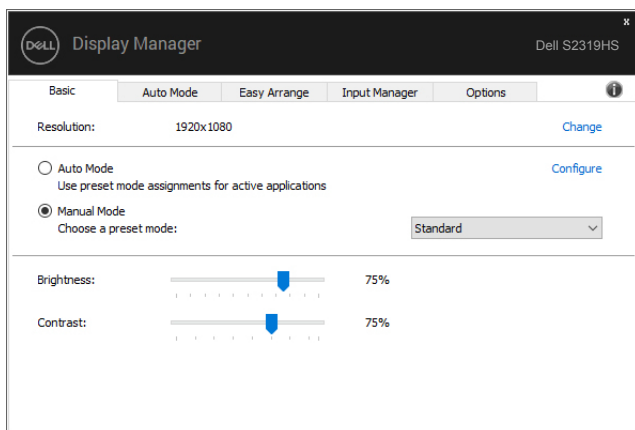 x
DELL Display Manager Dell S2319HS
Basic Auto Mode Easy Arrange Input Manager Options i
Resolution: 1920x1080 Change
Auto Mode Configure
Use preset mode assignments for active applications
Manual Mode
Choose a preset mode: Standard
Brightness: 75%
Contrast: 75%